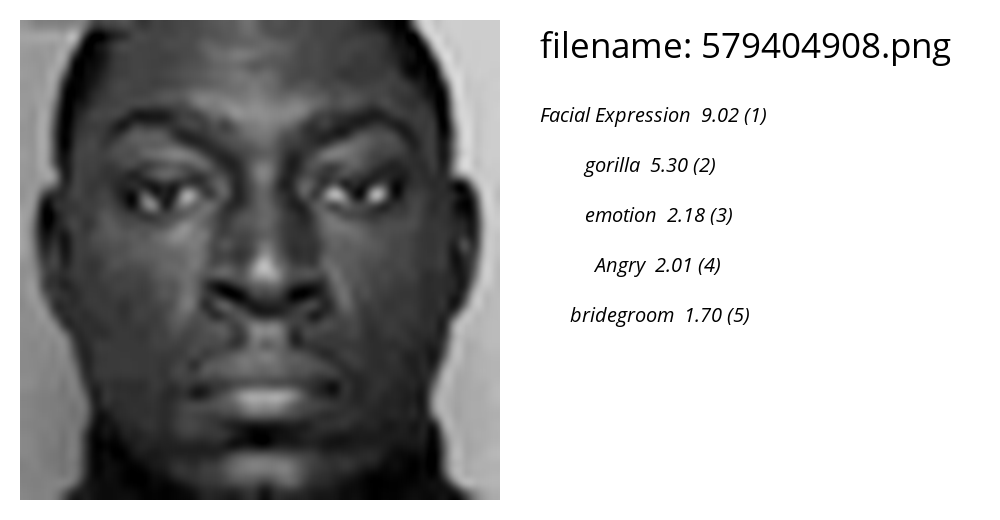 filename: 579404908.png
Facial Expression 9.02 (1)
gorilla 5.30 (2)
emotion 2.18 (3)
Angry 2.01 (4)
bridegroom 1.70 (5)